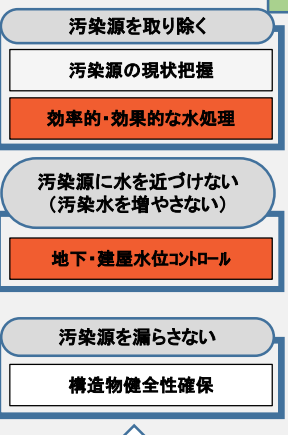 汚染源を取り除く
汚染源の現状把握
効率的・効果的な水処理
汚染源に水を近づけない
（汚染水を増やさない）
地下・建屋水位コントロール
汚染源を漏らさない
構造物健全性確保